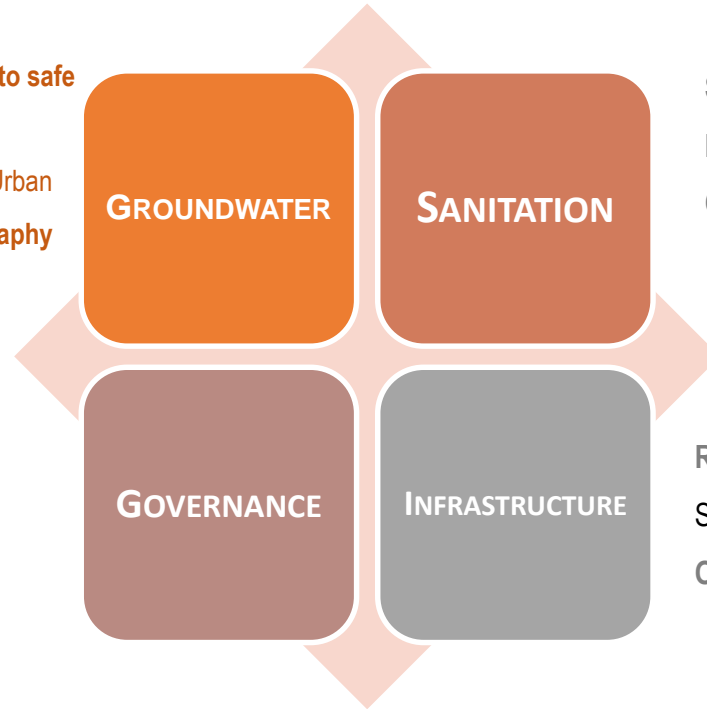 to safe
Urban
aphy
GROUNDWATER
SANITATION
GOVERNANCE
INFRASTRUCTURE
R
S